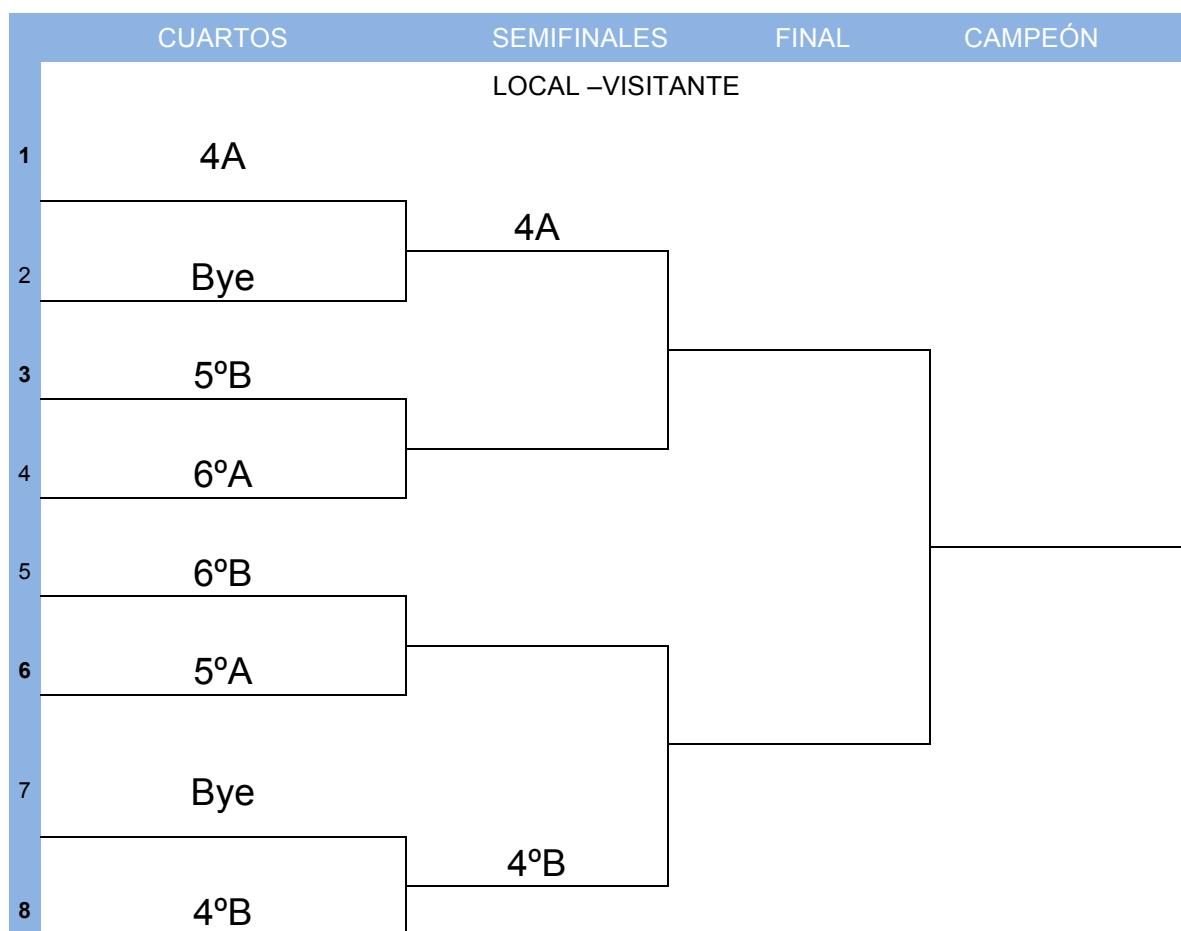 CUARTOS SEMIFINALES FINAL CAMPEÓN
LOCAL –VISITANTE
1 4A
4A
2 Bye
3 5ºB
4 6ºA
5 6ºB
6 5ºA
7 Bye
4ºB
8 4ºB